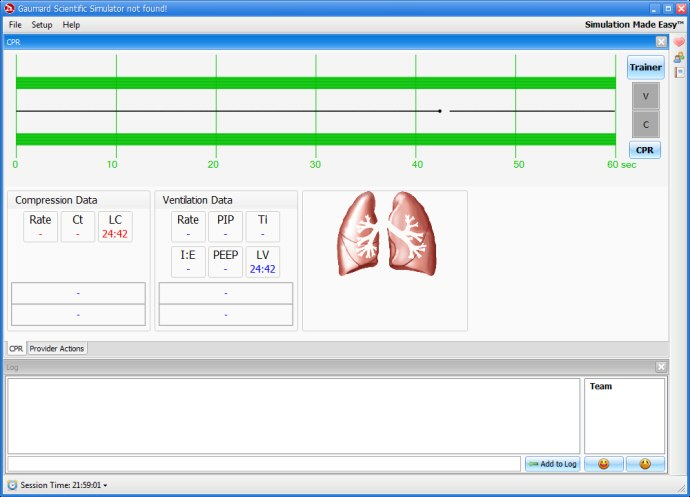 Gaumard Scientific Simulator not found!
File Setup Help Simulation Made Easy™
CPR
Trainer
V
C
CPR
0 10 20 30 40 50 60 sec
Compression Data
Rate Ct LC
- - 24:42
-
-
Ventilation Data
Rate PIP Ti
- - -
I:E PEEP LV
- - 24:42
-
-
CPR Provider Actions
Log
Team
Add to Log
Session Time: 21:59:01